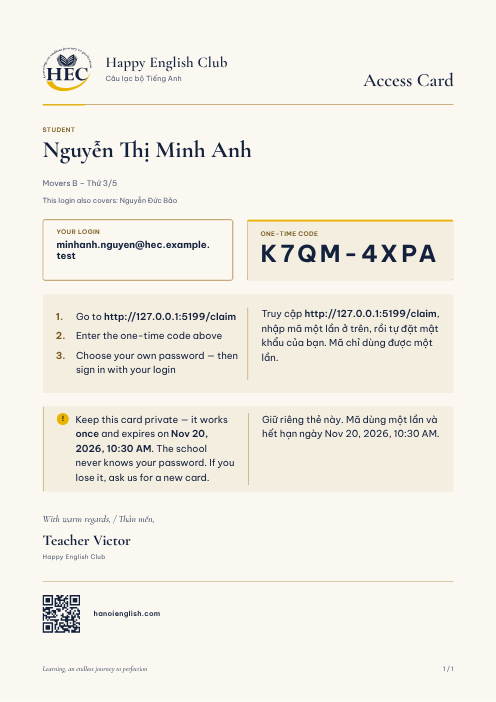 Learning, an endless journey to perfection
HEC
Happy English Club
Câu lạc bộ Tiếng Anh
Access Card
STUDENT
Nguyễn Thị Minh Anh
Movers B – Thứ 3/5
This login also covers: Nguyễn Đức Bảo
YOUR LOGIN
minhanh.nguyen@hec.example.
test
ONE-TIME CODE
K7QM-4XPA
1. Go to http://127.0.0.1:5199/claim
2. Enter the one-time code above
3. Choose your own password — then
sign in with your login
Truy cập http://127.0.0.1:5199/claim,
nhập mã một lần ở trên, rồi tự đặt mật
khẩu của bạn. Mã chỉ dùng được một
lần.
! Keep this card private — it works
once and expires on Nov 20,
2026, 10:30 AM. The school
never knows your password. If you
lose it, ask us for a new card.
Giữ riêng thẻ này. Mã dùng một lần và
hết hạn ngày Nov 20, 2026, 10:30 AM.
With warm regards, / Thân mến,
Teacher Victor
Happy English Club
hanoienglish.com
Learning, an endless journey to perfection
1 / 1